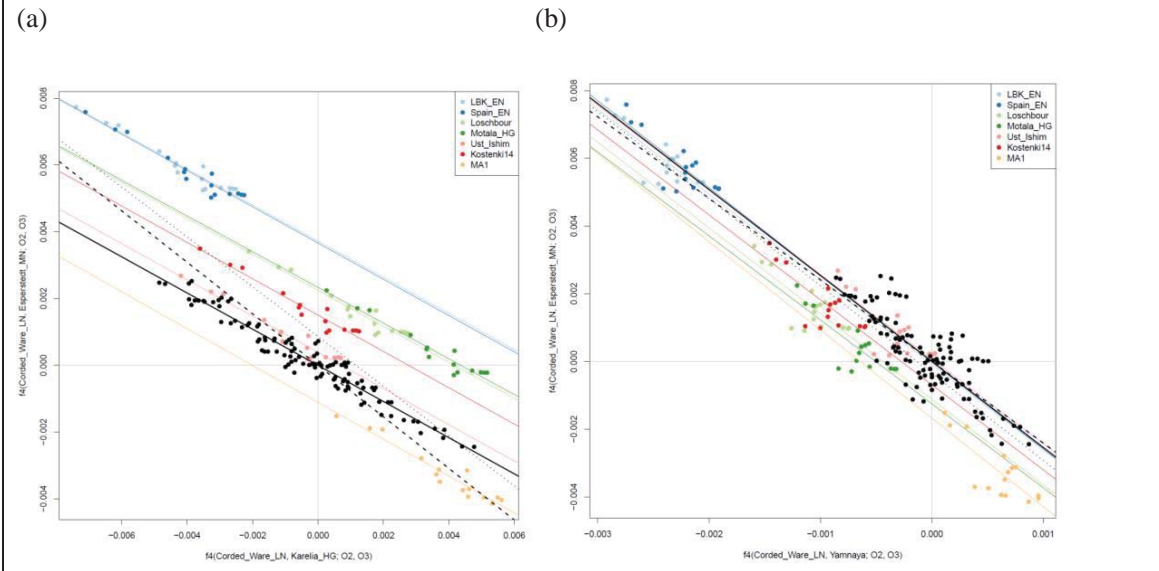 (a)
(b)
LBK_EN
Spain_EN
Loschbour
Motala_HG
Ust_Ishim
Kostenki14
MA1
0.008
0.006
0.004
0.002
0.000
−0.002
−0.004
f4(Corded_Ware_LN, Esperstedt_MN; O2, O3)
−0.006
−0.004
−0.002
0.000
0.002
0.004
0.006
f4(Corded_Ware_LN, Karelia_HG; O2, O3)
LBK_EN
Spain_EN
Loschbour
Motala_HG
Ust_Ishim
Kostenki14
MA1
0.008
0.006
0.004
0.002
0.000
−0.002
−0.004
f4(Corded_Ware_LN, Esperstedt_MN; O2, O3)
−0.003
−0.002
−0.001
0.000
0.001
f4(Corded_Ware_LN, Yamnaya; O2, O3)